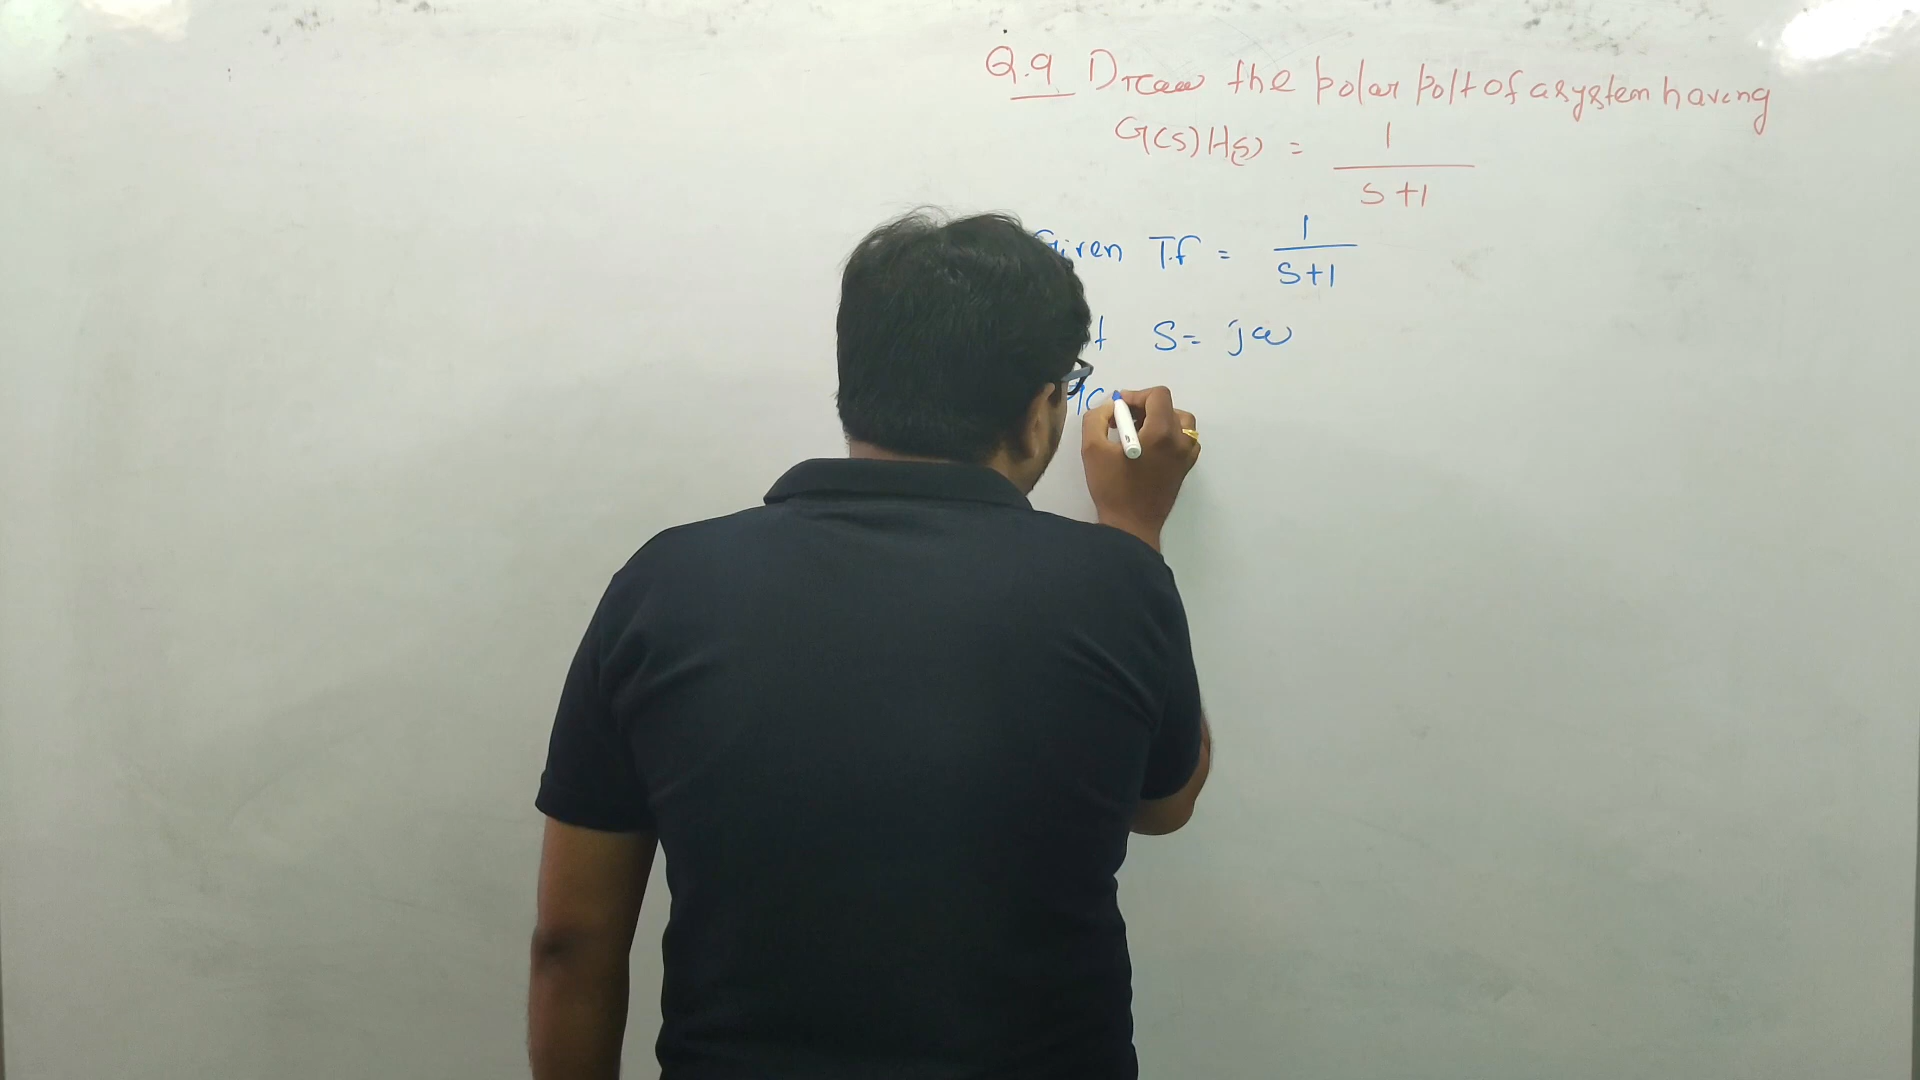 Q.9 Draw the polar polt of a system having
G(s)H(s) = 1 / s+1
Given T.f = 1 / s+1
S = jω